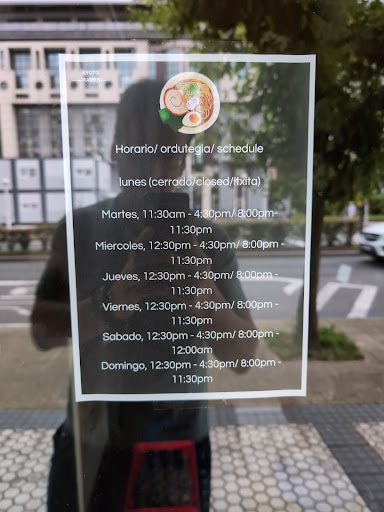 KYOTO
RAMEN
Horario/ ordutegia/ schedule
lunes (cerrado/closed/itxita)
Martes, 11:30am - 4:30pm/ 8:00pm-
11:30pm
Miercoles, 12:30pm - 4:30pm/ 8:00pm -
11:30pm
Jueves, 12:30pm - 4:30pm/ 8:00pm -
11:30pm
Viernes, 12:30pm - 4:30pm/ 8:00pm -
11:30pm
Sabado, 12:30pm - 4:30pm/ 8:00pm -
12:00am
Domingo, 12:30pm - 4:30pm/ 8:00pm -
11:30pm